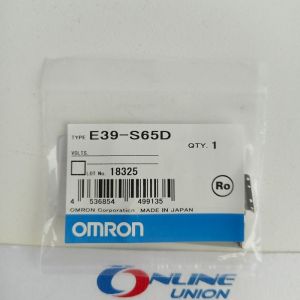 TYPE E39-S65D
VOLTS. QTY. 1
LOT No. 18325
4 536854 499135
Ro
OMRON Corporation MADE IN JAPAN
OMRON
ONLINE
UNION